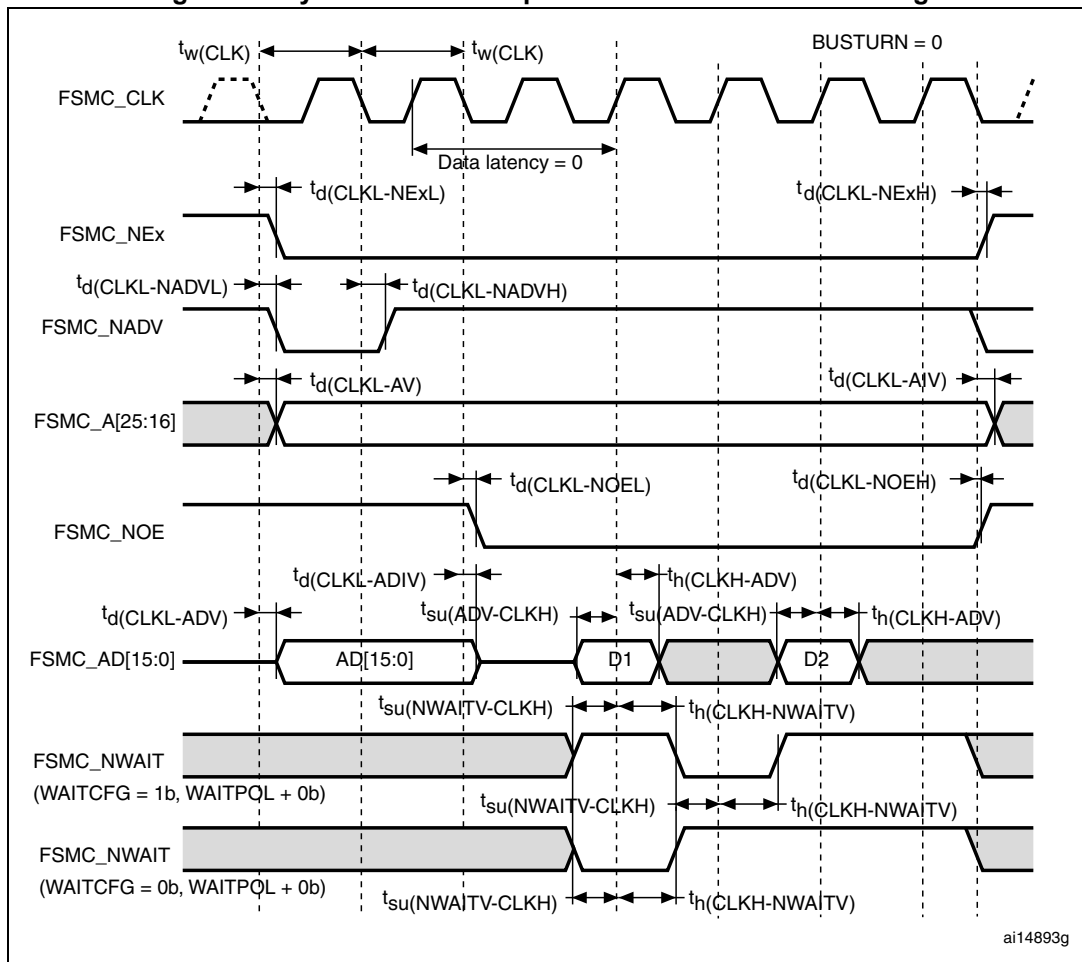 tw(CLK) tw(CLK) BUSTURN = 0
FSMC_CLK
Data latency = 0
td(CLKL-NExL) td(CLKL-NExH)
FSMC_NEx
td(CLKL-NADVL) td(CLKL-NADVH)
FSMC_NADV
td(CLKL-AV) td(CLKL-AIV)
FSMC_A[25:16]
td(CLKL-NOEL) td(CLKL-NOEH)
FSMC_NOE
td(CLKL-ADIV) th(CLKH-ADV)
td(CLKL-ADV) tsu(ADV-CLKH) tsu(ADV-CLKH) th(CLKH-ADV)
FSMC_AD[15:0] AD[15:0] D1 D2
tsu(NWAITV-CLKH) th(CLKH-NWAITV)
FSMC_NWAIT
(WAITCFG = 1b, WAITPOL + 0b)
tsu(NWAITV-CLKH) th(CLKH-NWAITV)
FSMC_NWAIT
(WAITCFG = 0b, WAITPOL + 0b)
tsu(NWAITV-CLKH) th(CLKH-NWAITV)
ai14893g